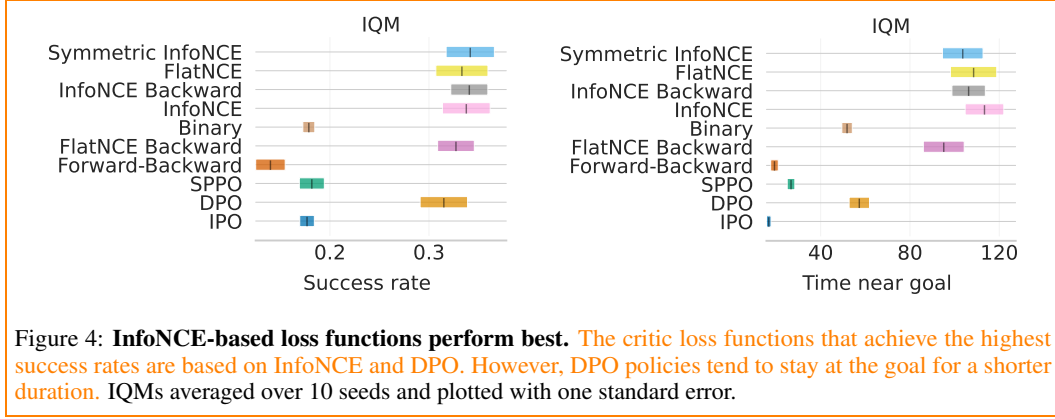 IQM
Symmetric InfoNCE
FlatNCE
InfoNCE Backward
InfoNCE
Binary
FlatNCE Backward
Forward-Backward
SPPO
DPO
IPO
0.2 0.3
Success rate
IQM
Symmetric InfoNCE
FlatNCE
InfoNCE Backward
InfoNCE
Binary
FlatNCE Backward
Forward-Backward
SPPO
DPO
IPO
40 80 120
Time near goal
Figure 4: InfoNCE-based loss functions perform best. The critic loss functions that achieve the highest
success rates are based on InfoNCE and DPO. However, DPO policies tend to stay at the goal for a shorter
duration. IQMs averaged over 10 seeds and plotted with one standard error.